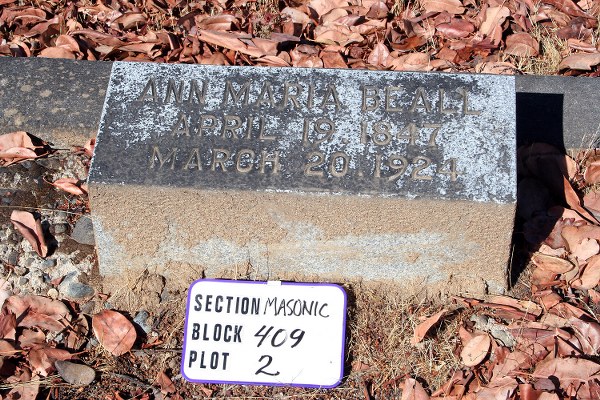 ANN MARIA BEALL
APRIL 19, 1847
MARCH 20, 1924
SECTION MASONIC
BLOCK 409
PLOT 2